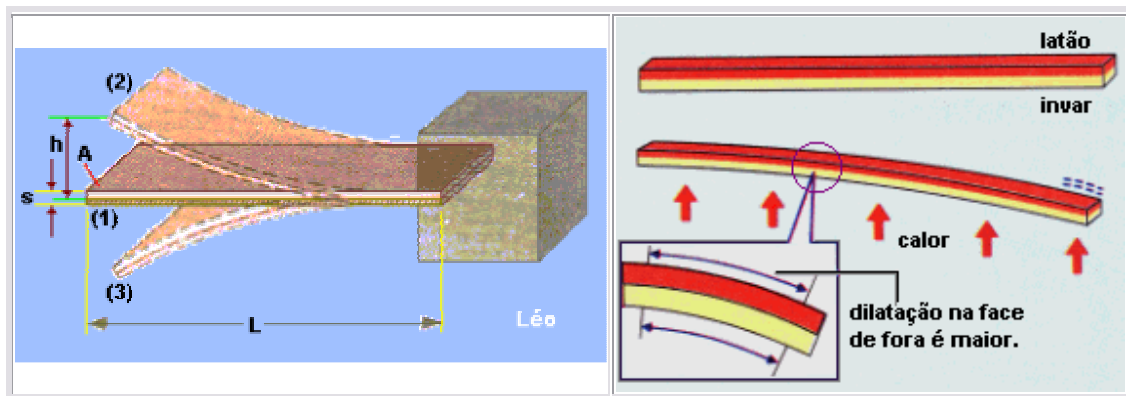 (2)
h
A
s
(1)
(3)
L
Léo
latão
invar
calor
dilatação na face
de fora é maior.